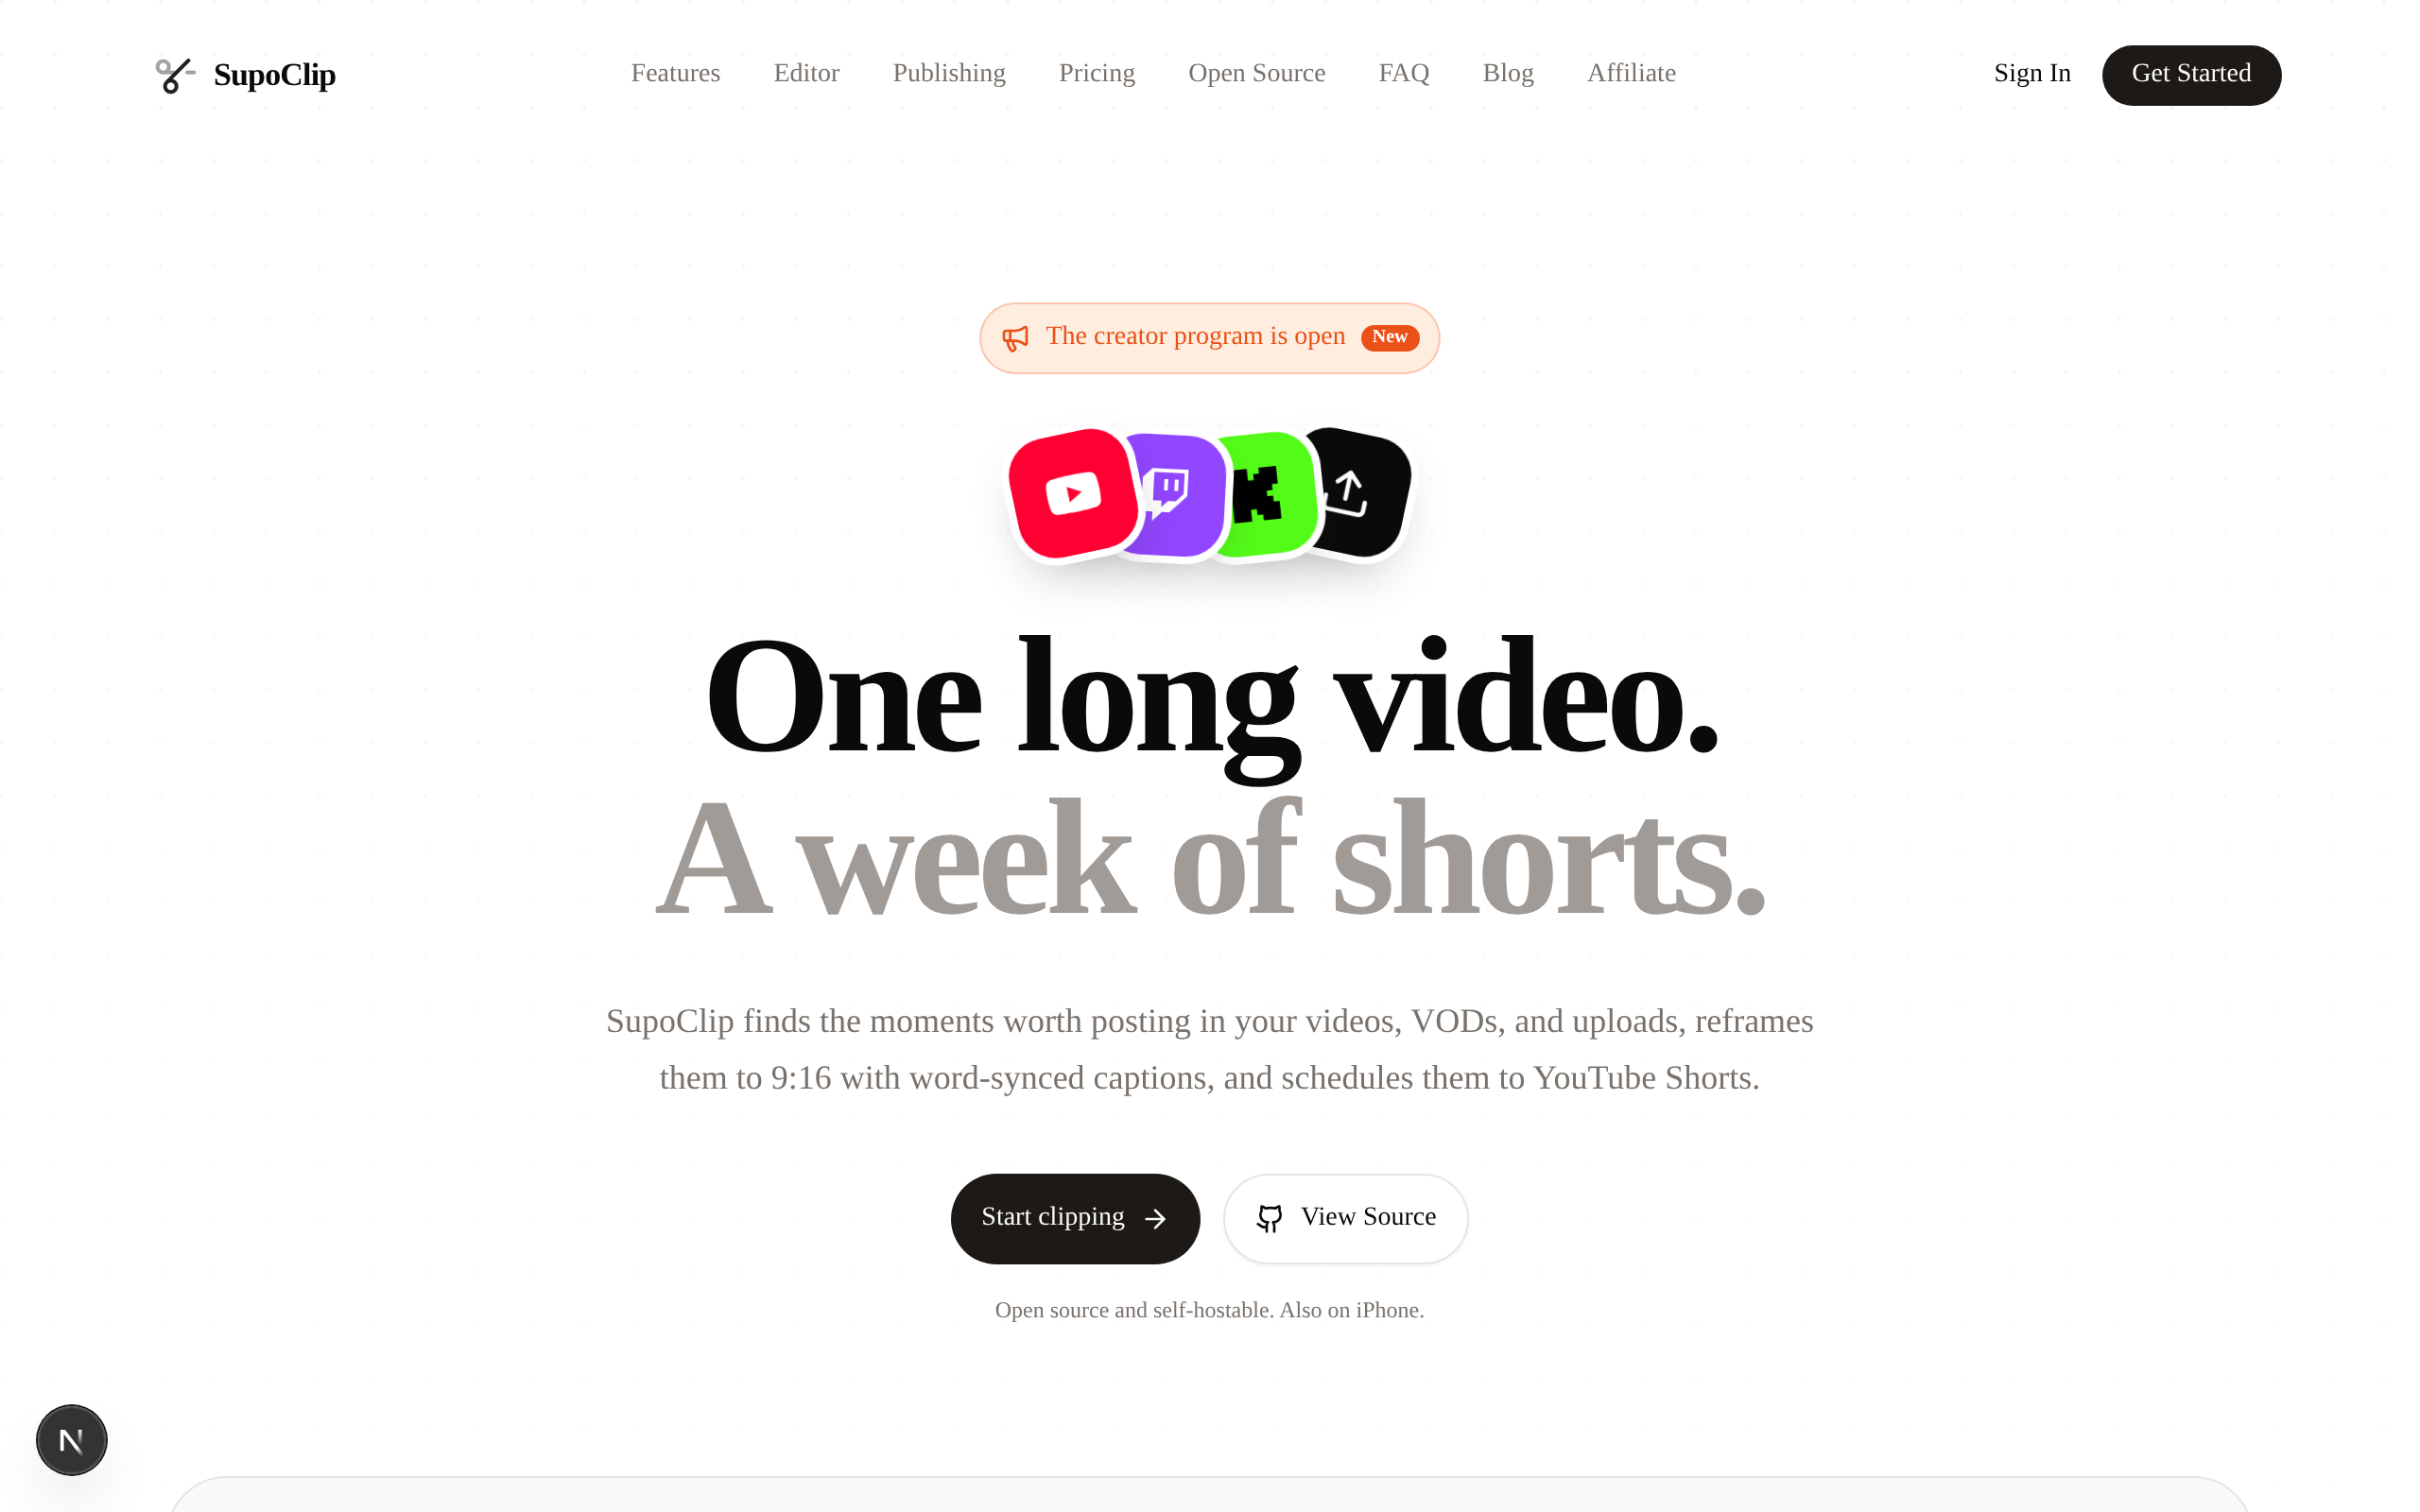 SupoClip
Features Editor Publishing Pricing Open Source FAQ Blog Affiliate
Sign In Get Started
The creator program is open New
One long video.
A week of shorts.
SupoClip finds the moments worth posting in your videos, VODs, and uploads, reframes
them to 9:16 with word-synced captions, and schedules them to YouTube Shorts.
Start clipping
View Source
Open source and self-hostable. Also on iPhone.
N